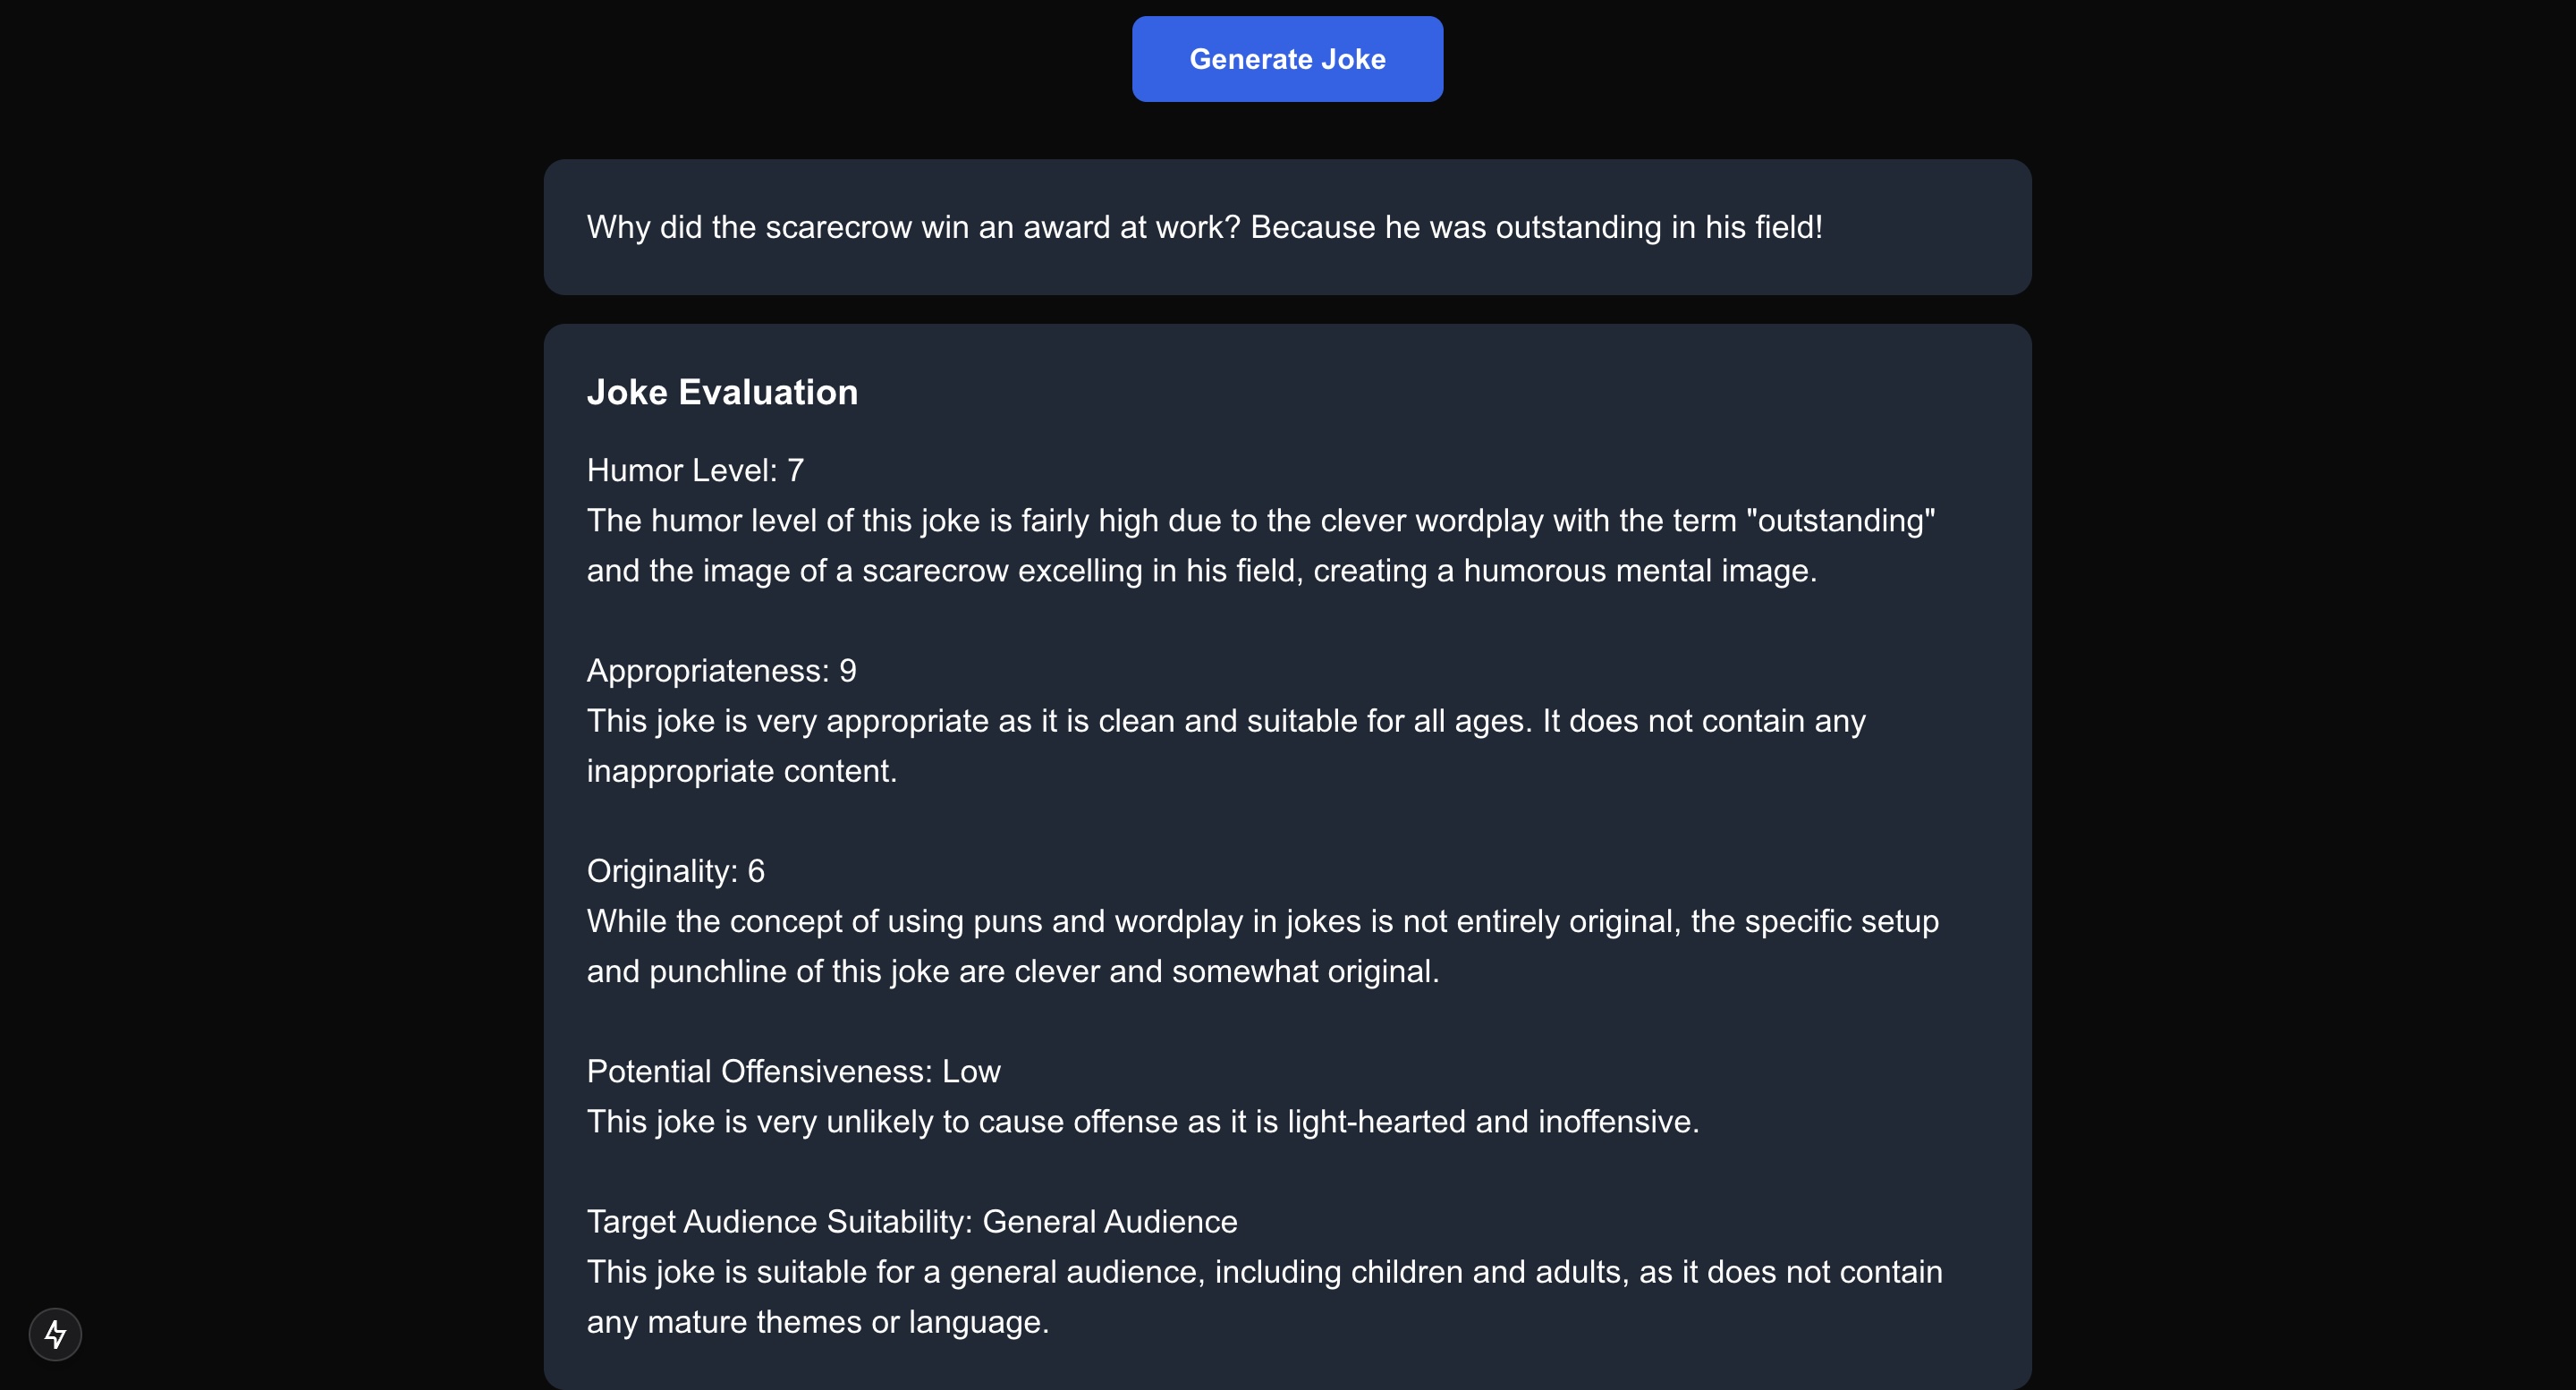 Generate Joke
Why did the scarecrow win an award at work? Because he was outstanding in his field!
Joke Evaluation
Humor Level: 7
The humor level of this joke is fairly high due to the clever wordplay with the term "outstanding"
and the image of a scarecrow excelling in his field, creating a humorous mental image.
Appropriateness: 9
This joke is very appropriate as it is clean and suitable for all ages. It does not contain any
inappropriate content.
Originality: 6
While the concept of using puns and wordplay in jokes is not entirely original, the specific setup
and punchline of this joke are clever and somewhat original.
Potential Offensiveness: Low
This joke is very unlikely to cause offense as it is light-hearted and inoffensive.
Target Audience Suitability: General Audience
This joke is suitable for a general audience, including children and adults, as it does not contain
any mature themes or language.